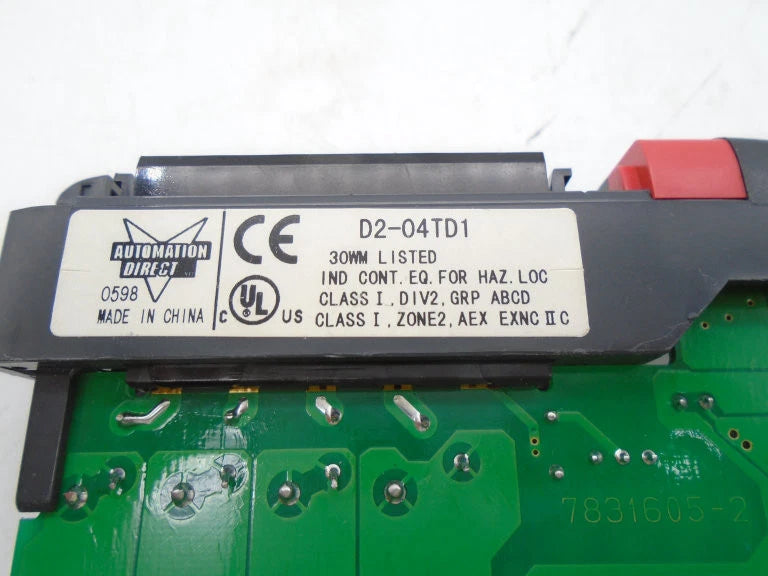 AUTOMATION
DIRECT
0598
MADE IN CHINA
CE
C UL US
D2-04TD1
30WM LISTED
IND CONT. EQ. FOR HAZ. LOC
CLASS I, DIV2, GRP ABCD
CLASS I, ZONE2, AEX EXNC II C
7831605-2